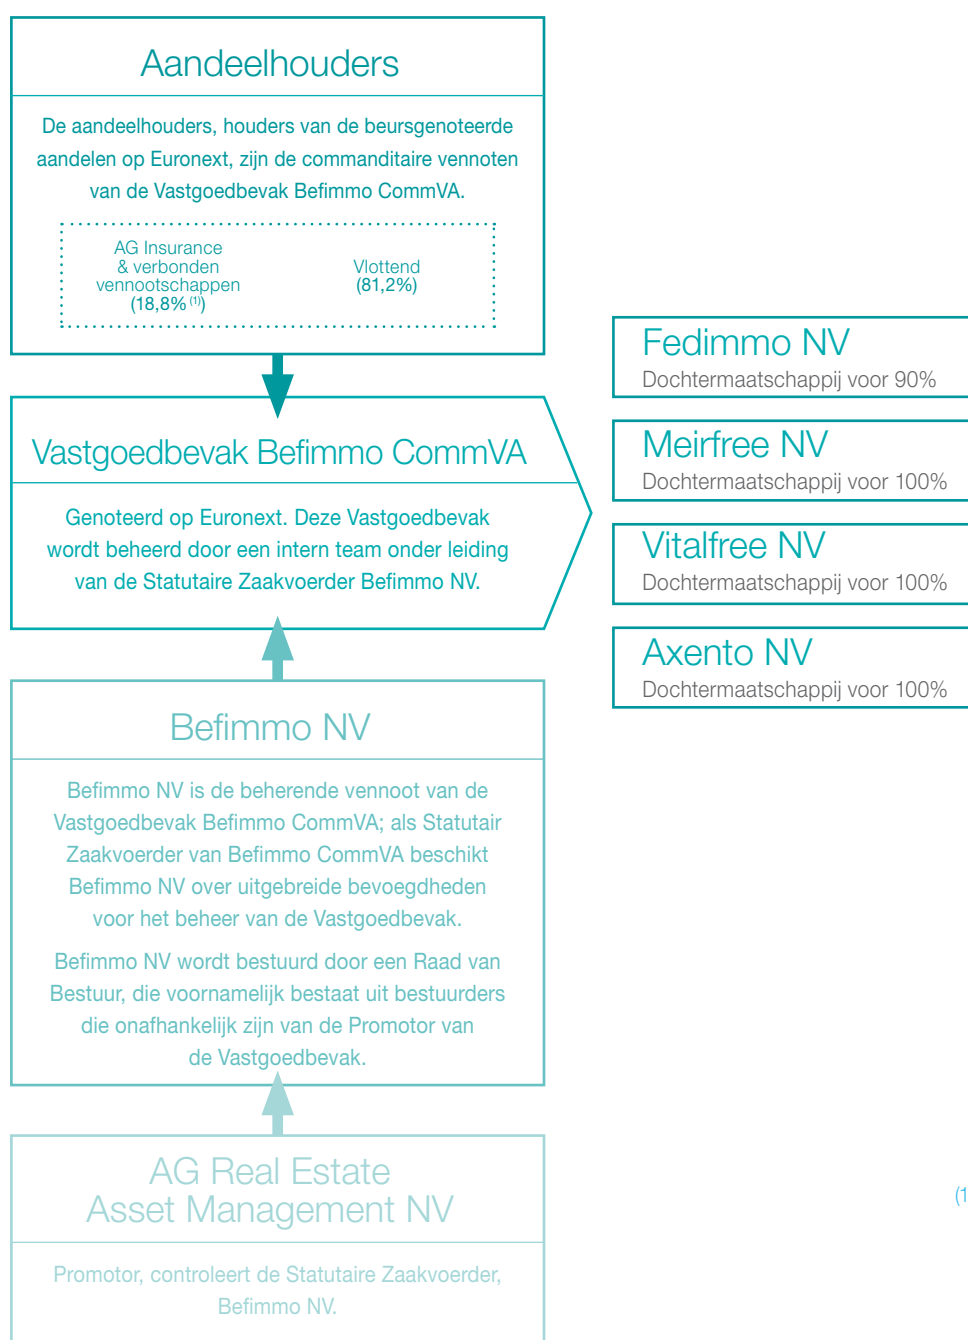 Aandeelhouders
De aandeelhouders, houders van de beursgenoteerde
aandelen op Euronext, zijn de commanditaire vennoten
van de Vastgoedbevak Befimmo CommVA.
AG Insurance
& verbonden
vennootschappen
(18,8% (1))
Vlottend
(81,2%)
Vastgoedbevak Befimmo CommVA
Genoteerd op Euronext. Deze Vastgoedbevak
wordt beheerd door een intern team onder leiding
van de Statutaire Zaakvoerder Befimmo NV.
Fedimmo NV
Dochtermaatschappij voor 90%
Meirfree NV
Dochtermaatschappij voor 100%
Vitalfree NV
Dochtermaatschappij voor 100%
Axento NV
Dochtermaatschappij voor 100%
Befimmo NV
Befimmo NV is de beherende vennoot van de
Vastgoedbevak Befimmo CommVA; als Statutair
Zaakvoerder van Befimmo CommVA beschikt
Befimmo NV over uitgebreide bevoegdheden
voor het beheer van de Vastgoedbevak.
Befimmo NV wordt bestuurd door een Raad van
Bestuur, die voornamelijk bestaat uit bestuurders
die onafhankelijk zijn van de Promotor van
de Vastgoedbevak.
AG Real Estate
Asset Management NV
Promotor, controleert de Statutaire Zaakvoerder,
Befimmo NV.
(1